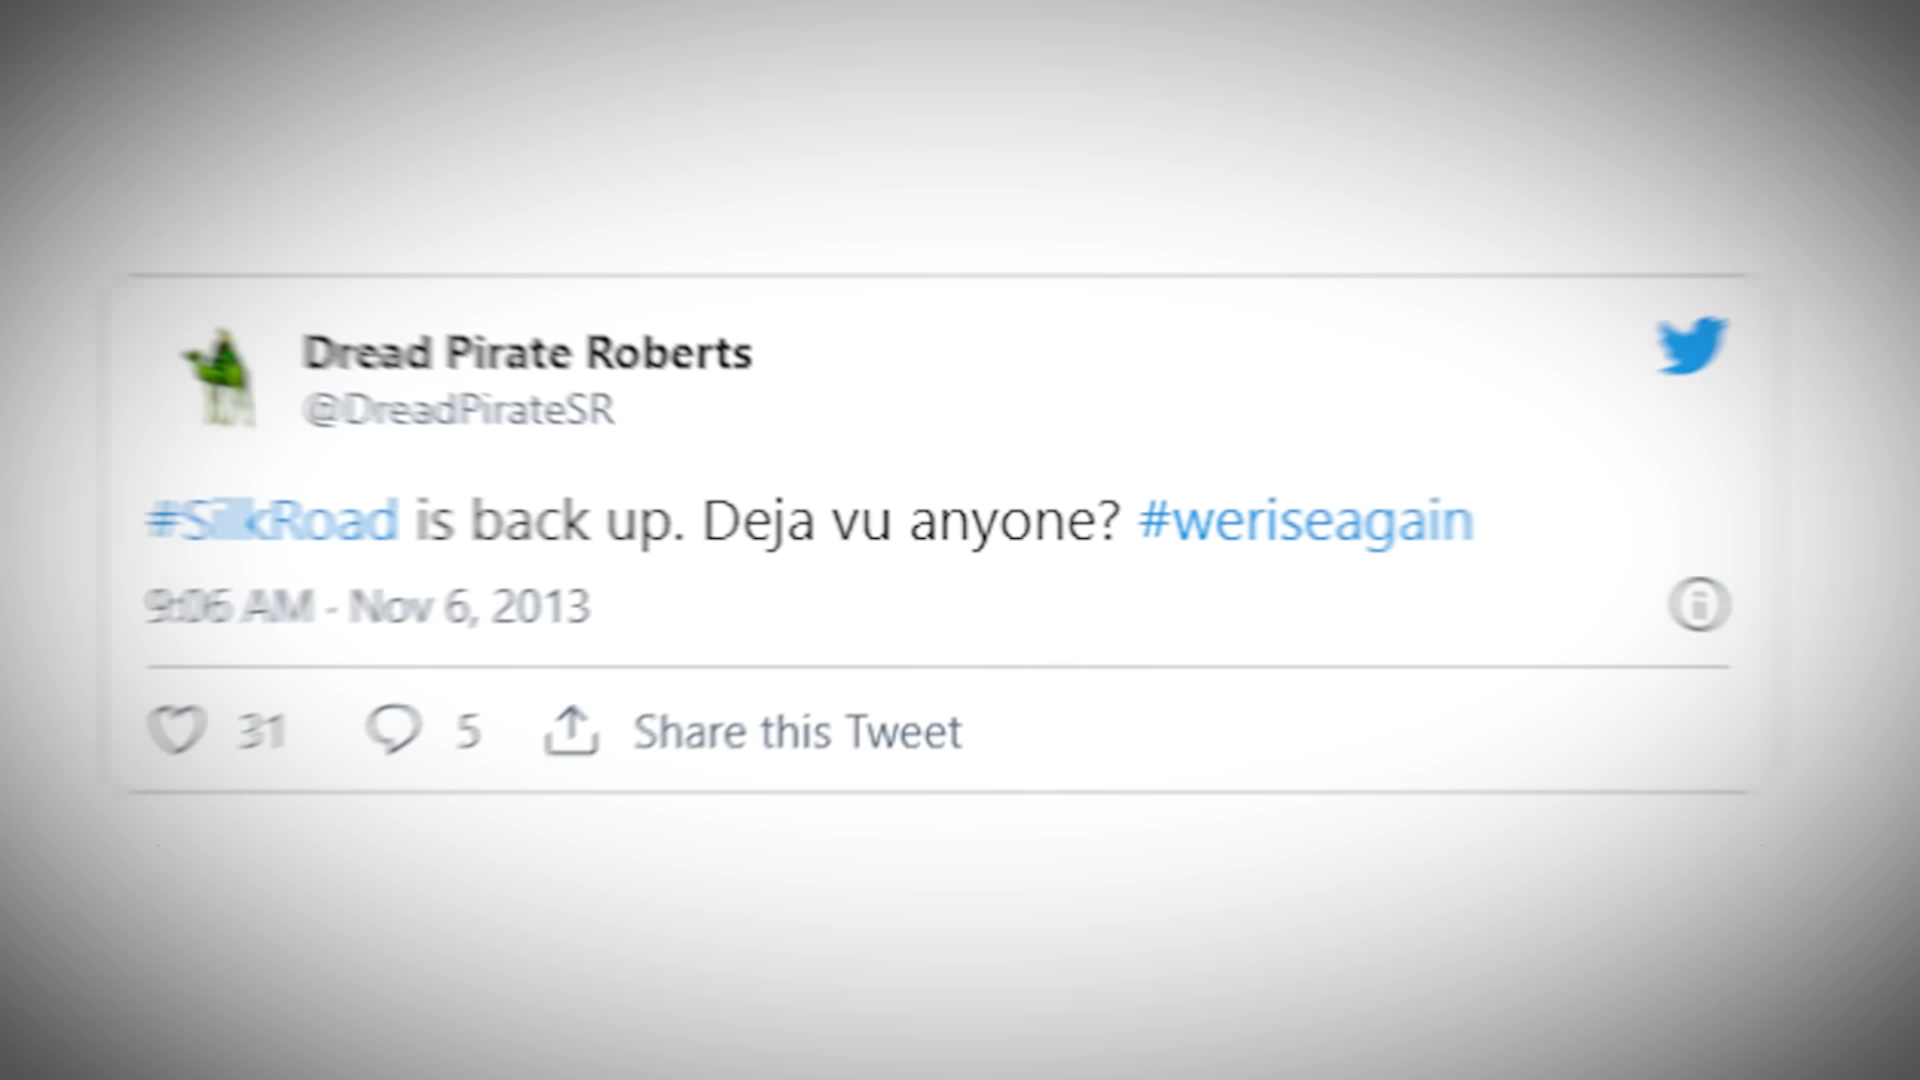 Dread Pirate Roberts
@DreadPirateSR
#SilkRoad is back up. Deja vu anyone? #weriseagain
9:06 AM - Nov 6, 2013
31 5 Share this Tweet